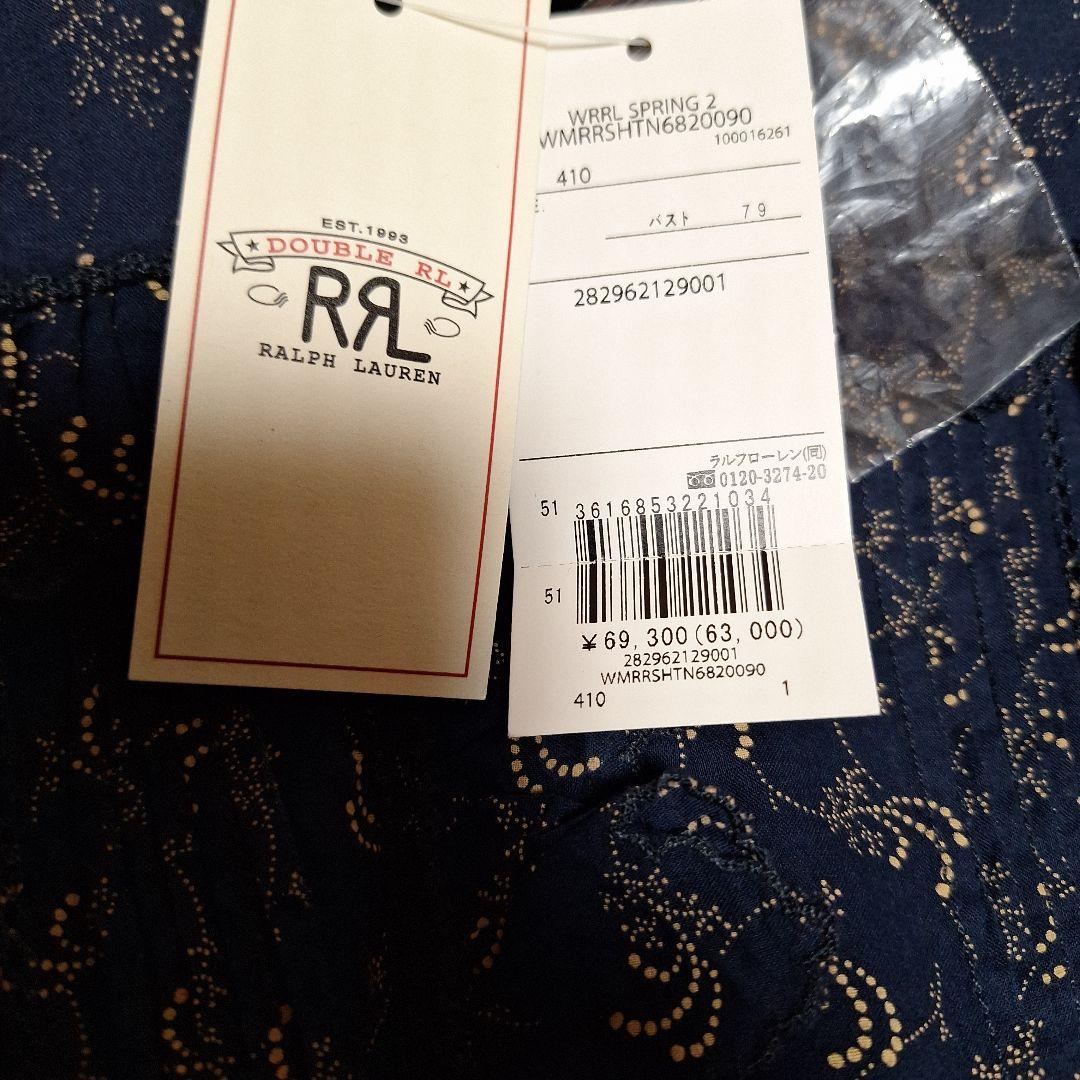 EST.1993
DOUBLE RL
RRL
RALPH LAUREN
WRRL SPRING 2
WMRRSHTN6820090
100016261
410
E.
バスト 79
282962129001
ラルフローレン(同)
0120-3274-20
51 3616853221034
51
¥69,300(63,000)
282962129001
WMRRSHTN6820090
410 1